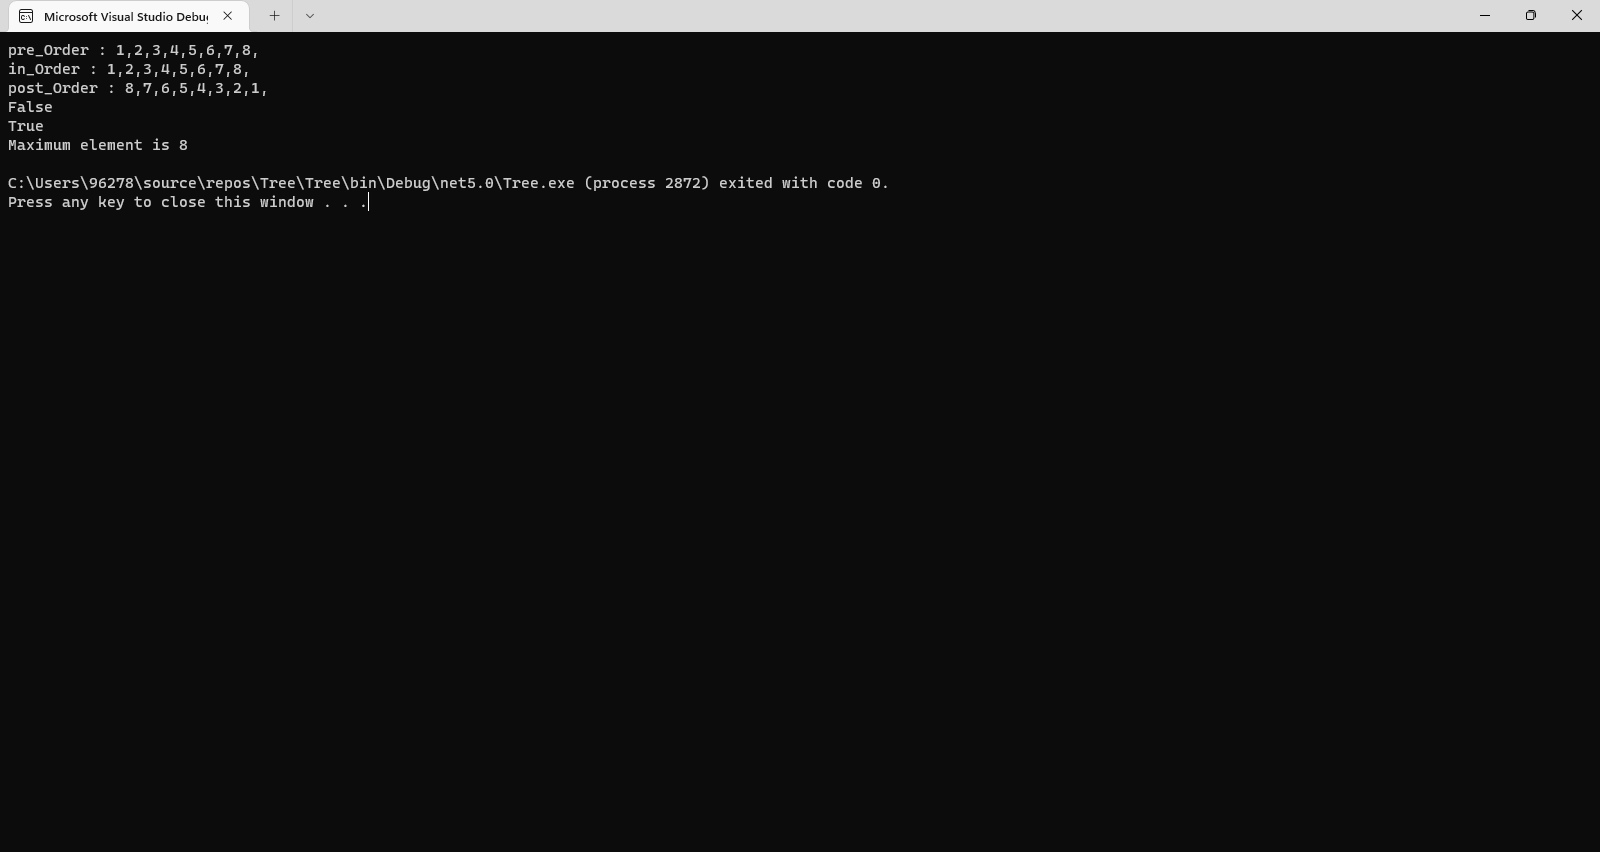 Microsoft Visual Studio Debu
pre_Order : 1,2,3,4,5,6,7,8,
in_Order : 1,2,3,4,5,6,7,8,
post_Order : 8,7,6,5,4,3,2,1,
False
True
Maximum element is 8
C:\Users\96278\source\repos\Tree\Tree\bin\Debug\net5.0\Tree.exe (process 2872) exited with code 0.
Press any key to close this window . . .